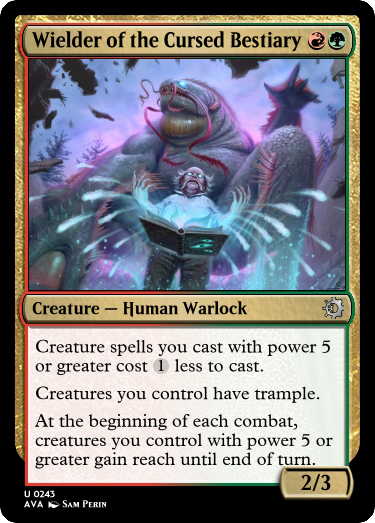 Wielder of the Cursed Bestiary
Creature — Human Warlock
Creature spells you cast with power 5
or greater cost 1 less to cast.
Creatures you control have trample.
At the beginning of each combat,
creatures you control with power 5 or
greater gain reach until end of turn.
2/3
U 0243
AVA Sam Perin